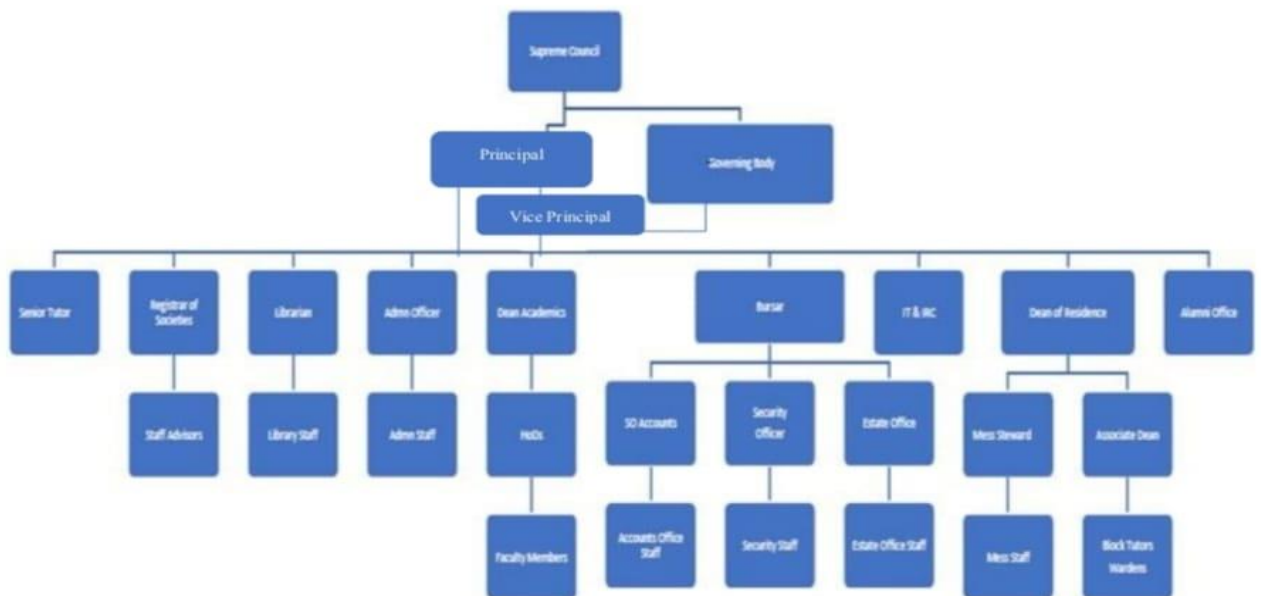 Supreme Council
Principal
Governing Body
Vice Principal
Senior Tutor
Registrar of
Societies
Librarian
Admn Officer
Dean Academics
Bursar
IT & IRC
Dean of Residence
Alumni Office
Staff Advisors
Library Staff
Admn Staff
HoDs
SO Accounts
Security
Officer
Estate Office
Mess Steward
Associate Dean
Faculty Members
Accounts Office
Staff
Security Staff
Estate Office Staff
Mess Staff
Block Tutors
Wardens